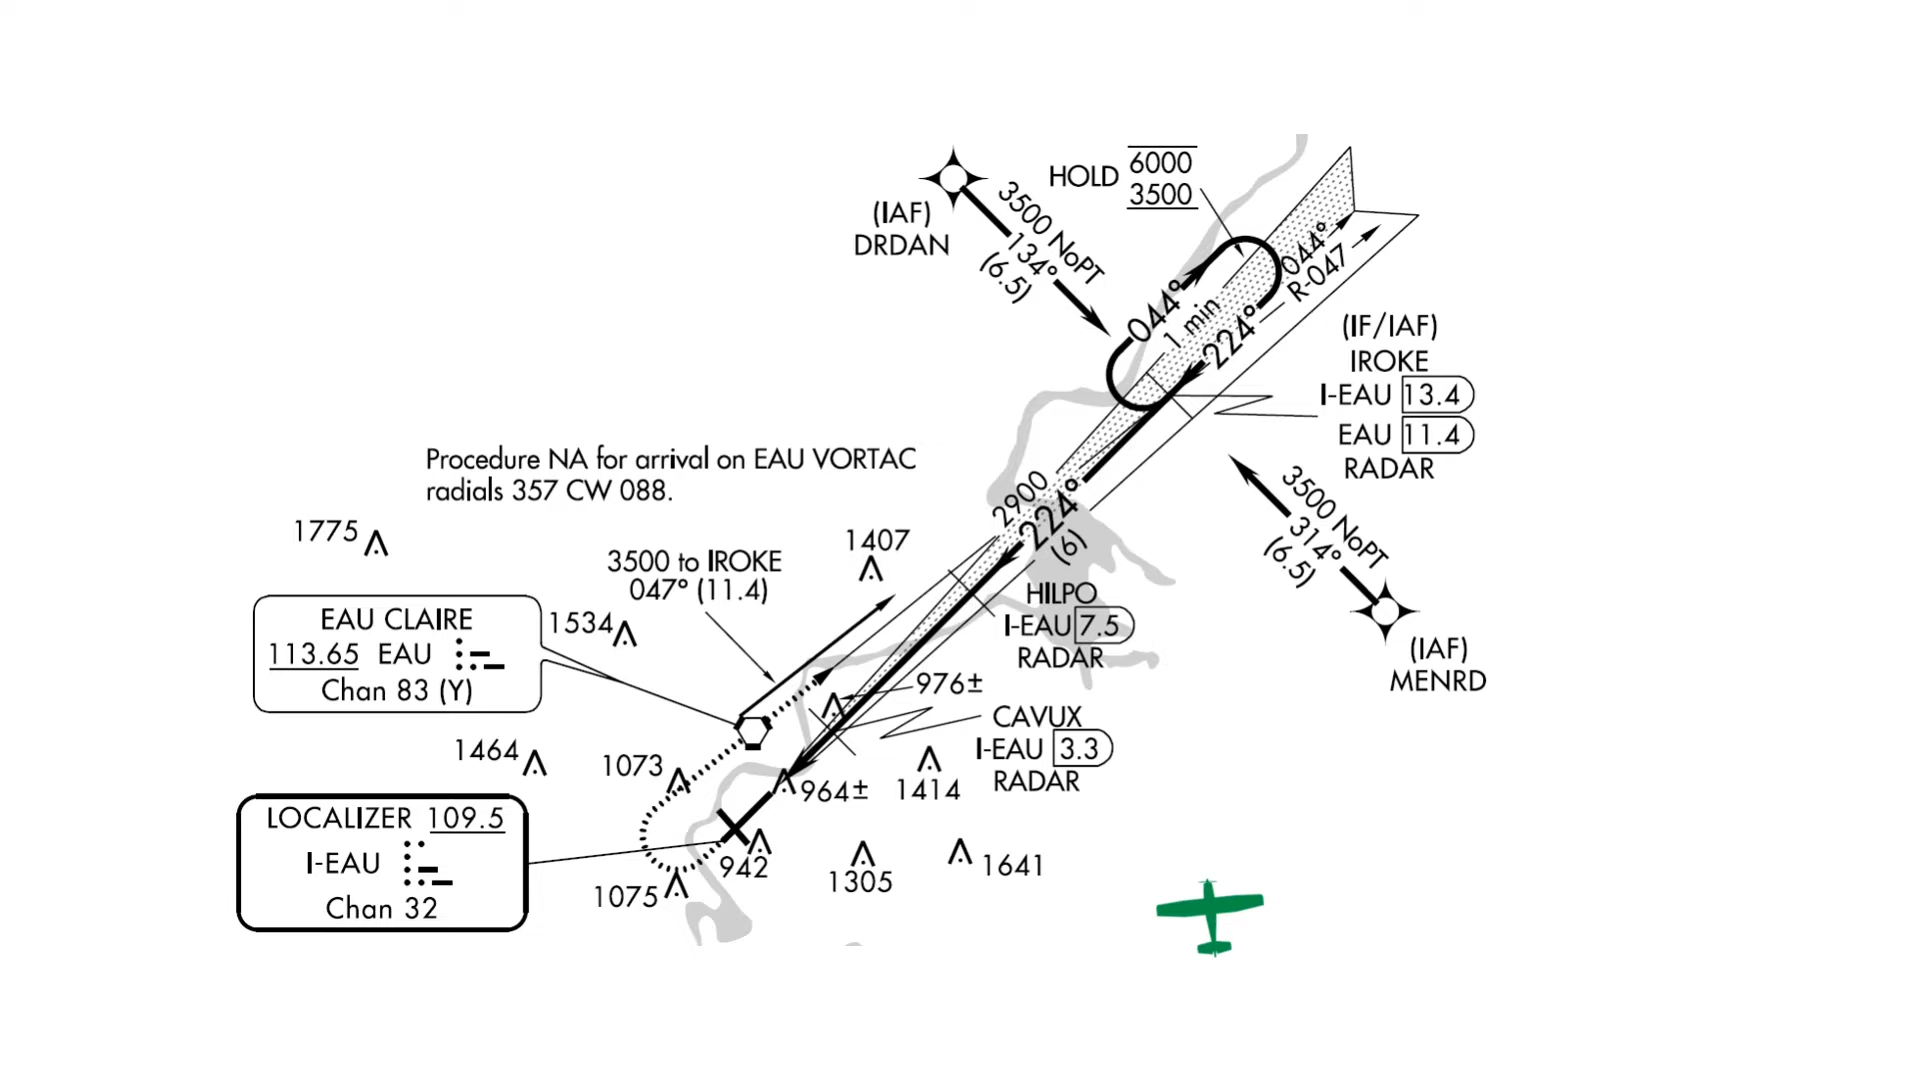 HOLD 6000
3500
(IAF)
DRDAN
3500 NoPT
134°
(6.5)
044°
1 min
224°
044°
R-047
(IF/IAF)
IROKE
I-EAU 13.4
EAU 11.4
RADAR
Procedure NA for arrival on EAU VORTAC
radials 357 CW 088.
2900
224°
(6)
3500 NoPT
314°
(6.5)
(IAF)
MENRD
1775
3500 to IROKE
047° (11.4)
1407
HILPO
I-EAU 7.5
RADAR
EAU CLAIRE
113.65 EAU
Chan 83 (Y)
1534
976±
CAVUX
I-EAU 3.3
RADAR
1464
1073
964±
1414
LOCALIZER 109.5
I-EAU
Chan 32
942
1075
1305
1641